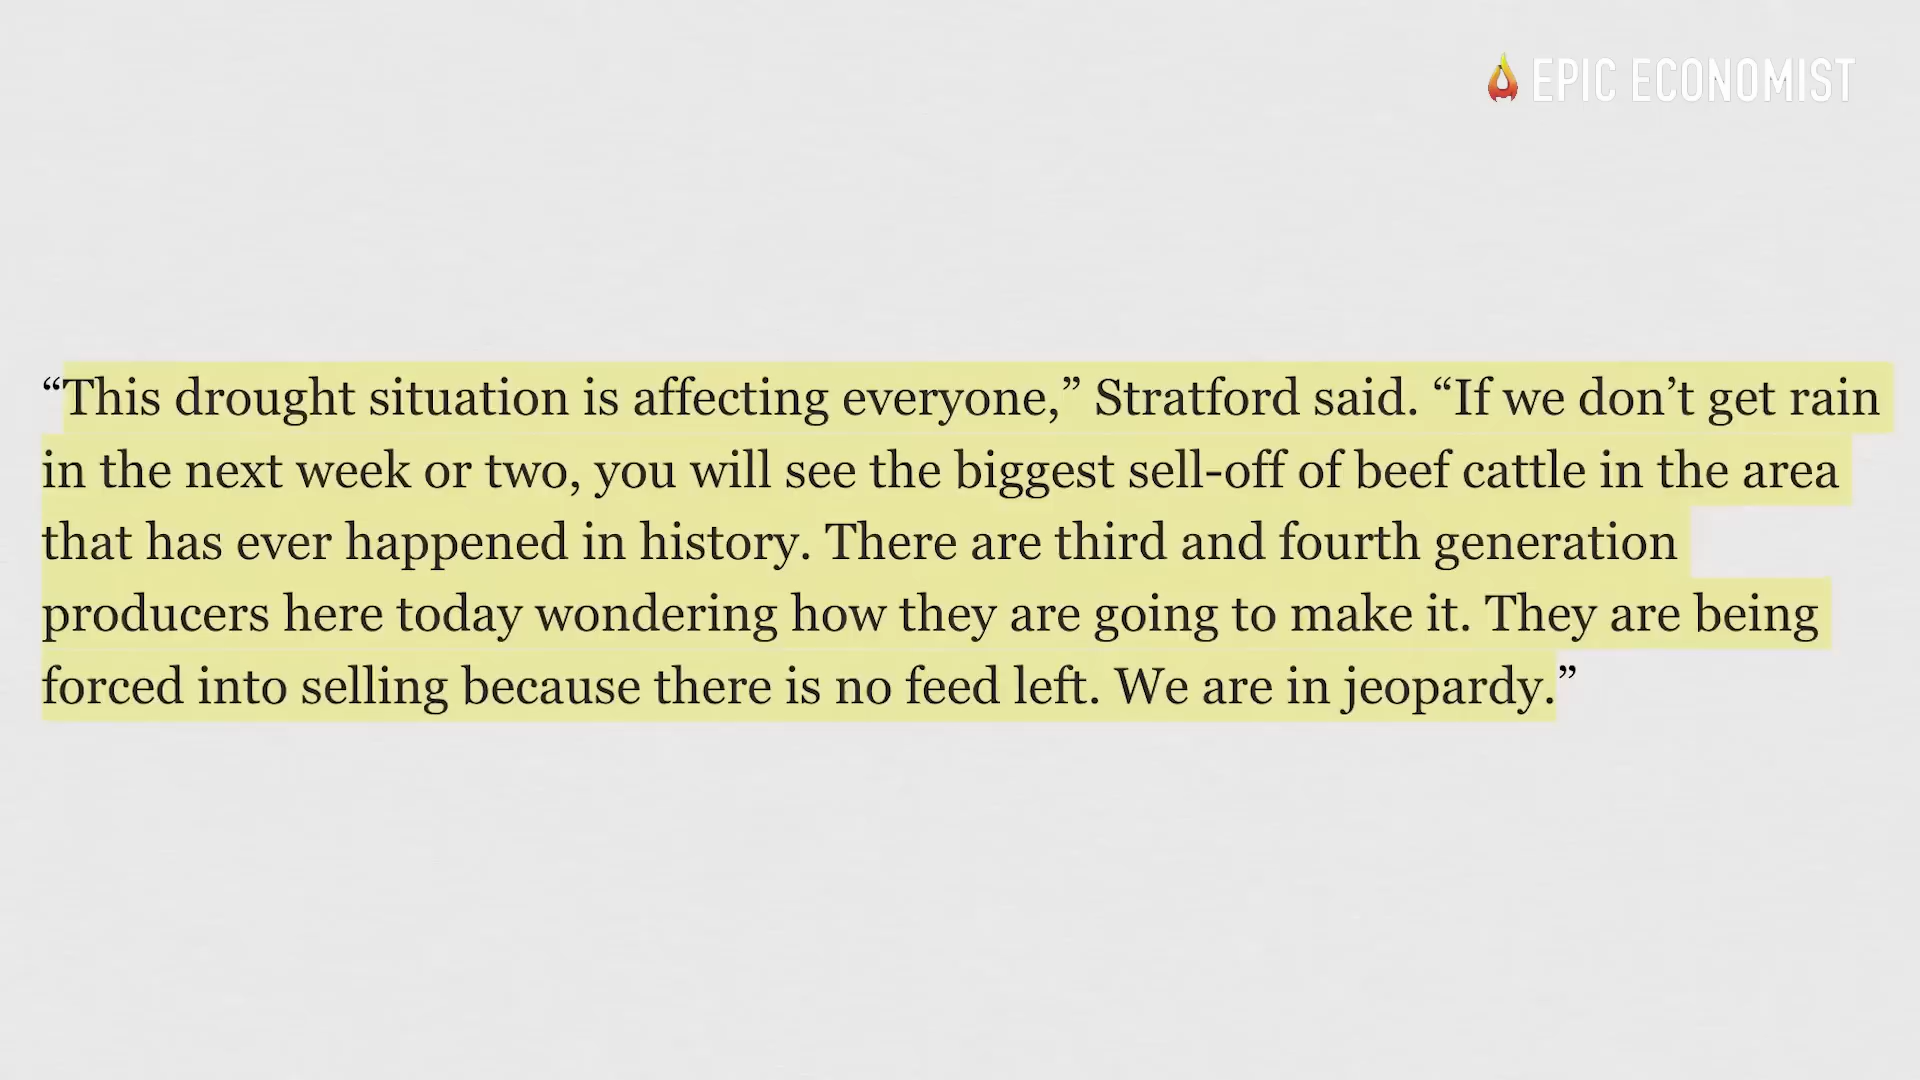 EPIC ECONOMIST
“This drought situation is affecting everyone,” Stratford said. “If we don’t get rain
in the next week or two, you will see the biggest sell-off of beef cattle in the area
that has ever happened in history. There are third and fourth generation
producers here today wondering how they are going to make it. They are being
forced into selling because there is no feed left. We are in jeopardy.”